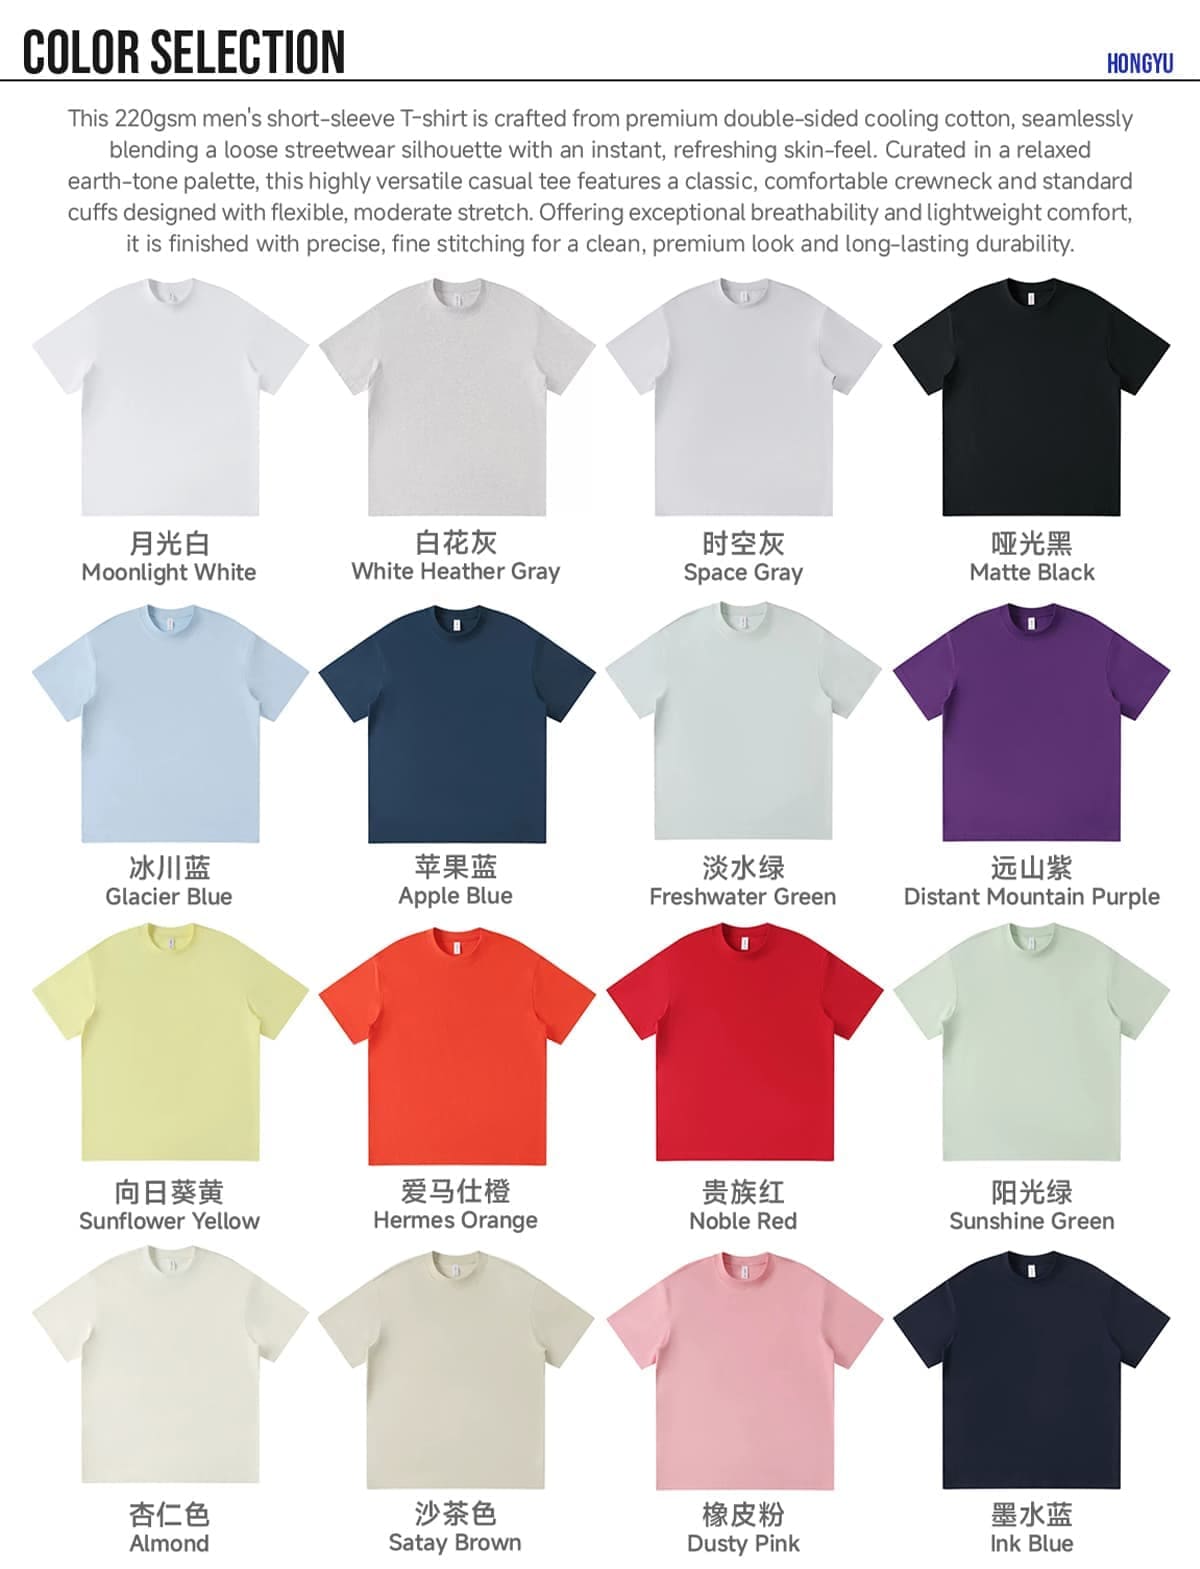 COLOR SELECTION
HONGYU
This 220gsm men's short-sleeve T-shirt is crafted from premium double-sided cooling cotton, seamlessly
blending a loose streetwear silhouette with an instant, refreshing skin-feel. Curated in a relaxed
earth-tone palette, this highly versatile casual tee features a classic, comfortable crewneck and standard
cuffs designed with flexible, moderate stretch. Offering exceptional breathability and lightweight comfort,
it is finished with precise, fine stitching for a clean, premium look and long-lasting durability.
月光白
Moonlight White
白花灰
White Heather Gray
时空灰
Space Gray
哑光黑
Matte Black
冰川蓝
Glacier Blue
苹果蓝
Apple Blue
淡水绿
Freshwater Green
远山紫
Distant Mountain Purple
向日葵黄
Sunflower Yellow
爱马仕橙
Hermes Orange
贵族红
Noble Red
阳光绿
Sunshine Green
杏仁色
Almond
沙茶色
Satay Brown
橡皮粉
Dusty Pink
墨水蓝
Ink Blue